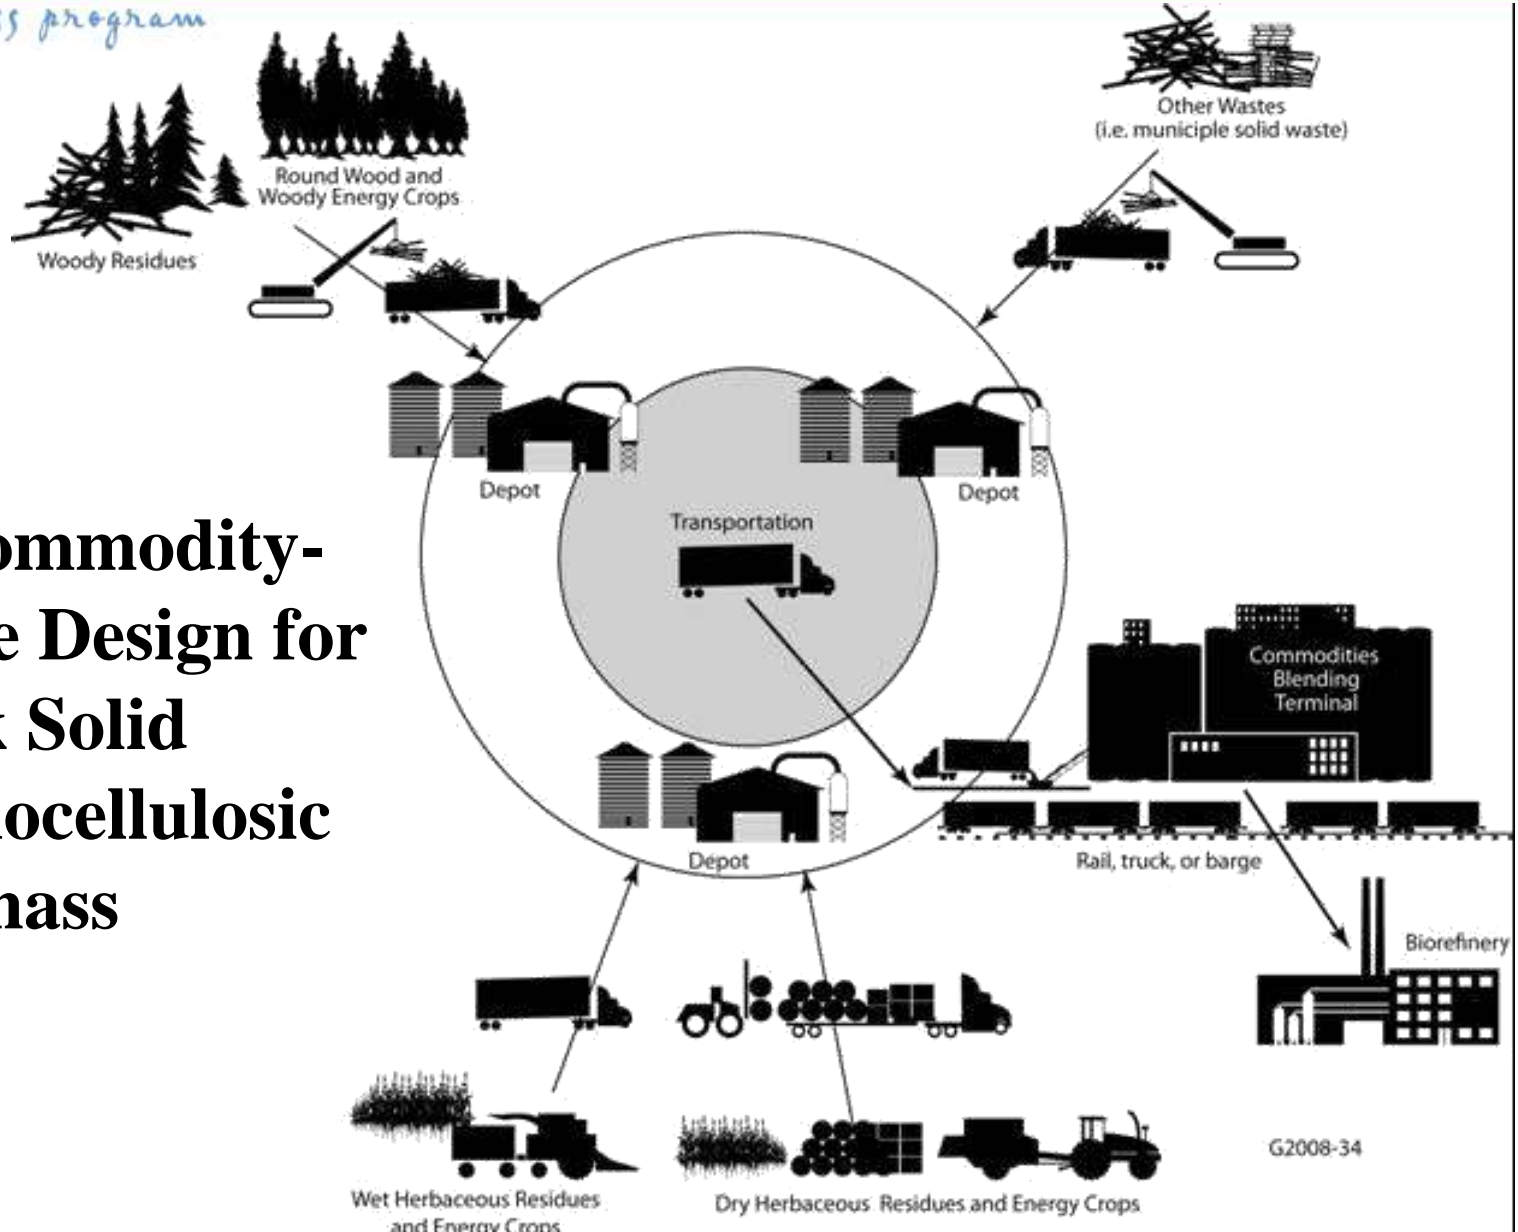 program
Round Wood and
Woody Energy Crops
Woody Residues
Other Wastes
(i.e. municiple solid waste)
Depot
Depot
Transportation
ommodity-
e Design for
Solid
ocellulosic
mass
Commodities
Blending
Terminal
Rail, truck, or barge
Depot
Biorefinery
G2008-34
Wet Herbaceous Residues
and Energy Crops
Dry Herbaceous Residues and Energy Crops